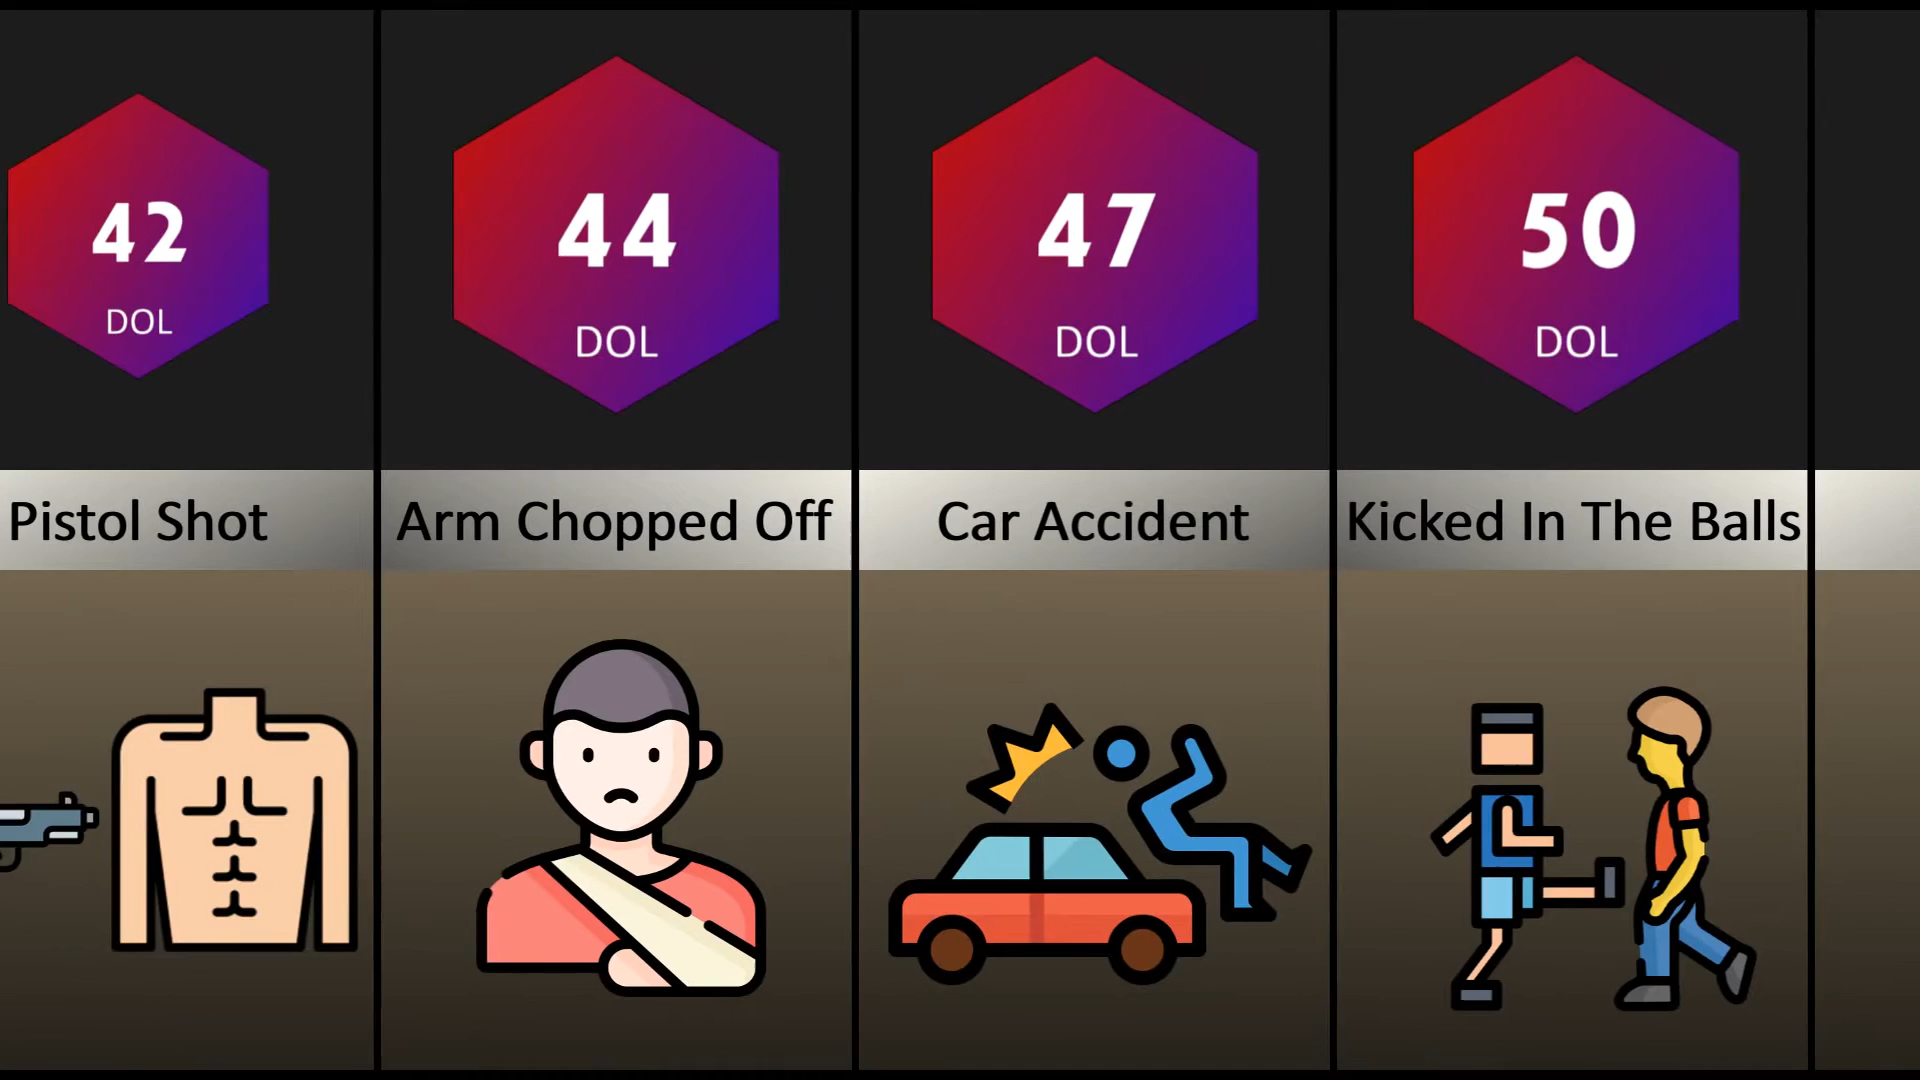 42
DOL
Pistol Shot
44
DOL
Arm Chopped Off
47
DOL
Car Accident
50
DOL
Kicked In The Balls